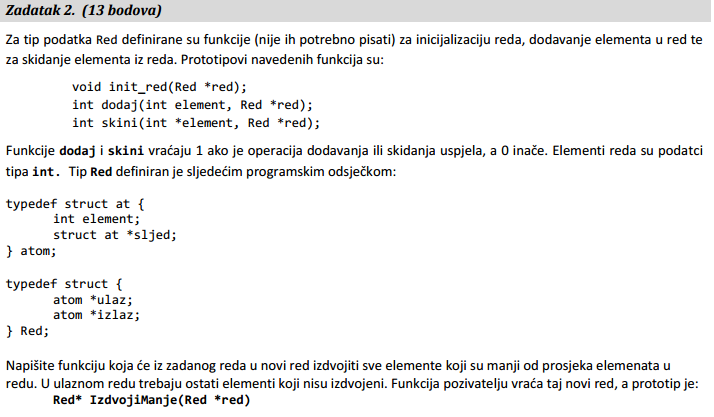 Zadatak 2. (13 bodova)
Za tip podatka Red definirane su funkcije (nije ih potrebno pisati) za inicijalizaciju reda, dodavanje elementa u red te
za skidanje elementa iz reda. Prototipovi navedenih funkcija su:
void init_red(Red *red);
int dodaj(int element, Red *red);
int skini(int *element, Red *red);
Funkcije dodaj i skini vraćaju 1 ako je operacija dodavanja ili skidanja uspjela, a 0 inače. Elementi reda su podatci
tipa int. Tip Red definiran je sljedećim programskim odsječkom:
typedef struct at {
int element;
struct at *sljed;
} atom;
typedef struct {
atom *ulaz;
atom *izlaz;
} Red;
Napišite funkciju koja će iz zadanog reda u novi red izdvojiti sve elemente koji su manji od prosjeka elemenata u
redu. U ulaznom redu trebaju ostati elementi koji nisu izdvojeni. Funkcija pozivatelju vraća taj novi red, a prototip je:
Red* IzdvojiManje(Red *red)